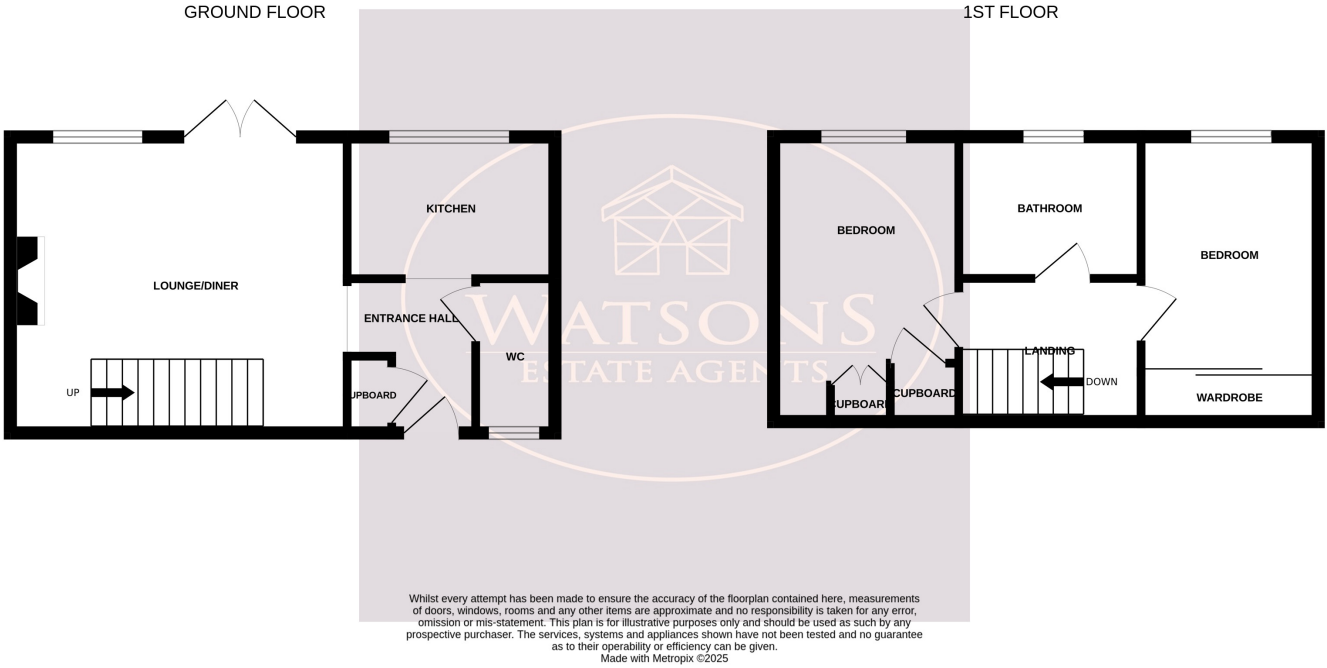 GROUND FLOOR
1ST FLOOR
KITCHEN
BATHROOM
BEDROOM
BEDROOM
LOUNGE/DINER
ENTRANCE HALL
WATSONS
ESTATE AGENTS
WC
LANDING
UP
DOWN
UPBOARD
CUPBOARD
CUPBOARD
WARDROBE
Whilst every attempt has been made to ensure the accuracy of the floorplan contained here, measurements
of doors, windows, rooms and any other items are approximate and no responsibility is taken for any error,
omission or mis-statement. This plan is for illustrative purposes only and should be used as such by any
prospective purchaser. The services, systems and appliances shown have not been tested and no guarantee
as to their operability or efficiency can be given.
Made with Metropix ©2025